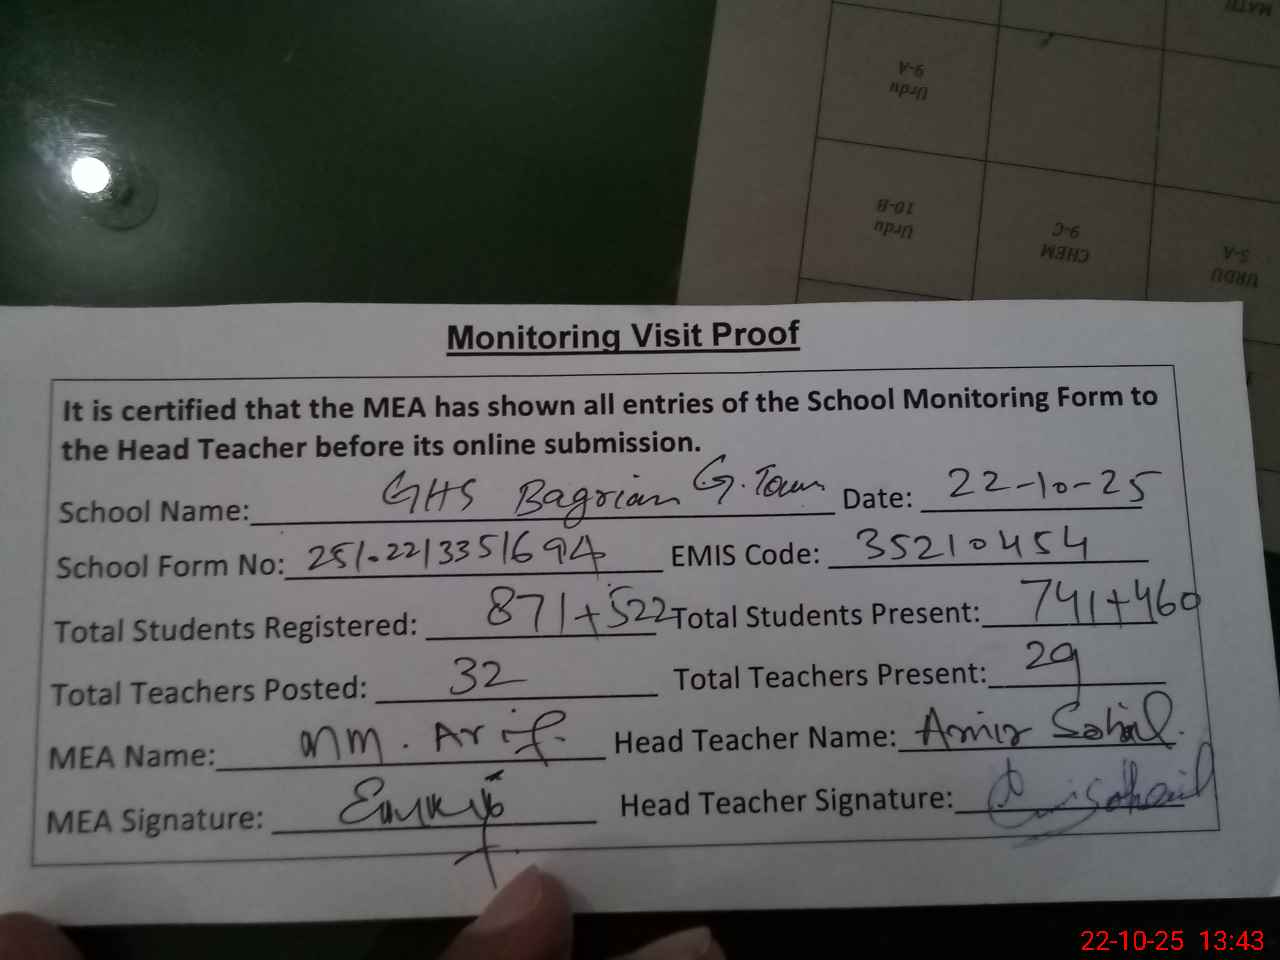 MATH
9-A
Urdu
10-B
Urdu
9-C
CHEM
URDU
Monitoring Visit Proof
It is certified that the MEA has shown all entries of the School Monitoring Form to
the Head Teacher before its online submission.
School Name: GHS Bagrian G. Town Date: 22-10-25
School Form No: EMIS Code: 35210454
Total Students Registered: 871+522 Total Students Present: 741+460
Total Teachers Posted: 32 Total Teachers Present: 29
MEA Name: MM. Arif. Head Teacher Name: Amir Sohail.
MEA Signature: Head Teacher Signature:
22-10-25 13:43